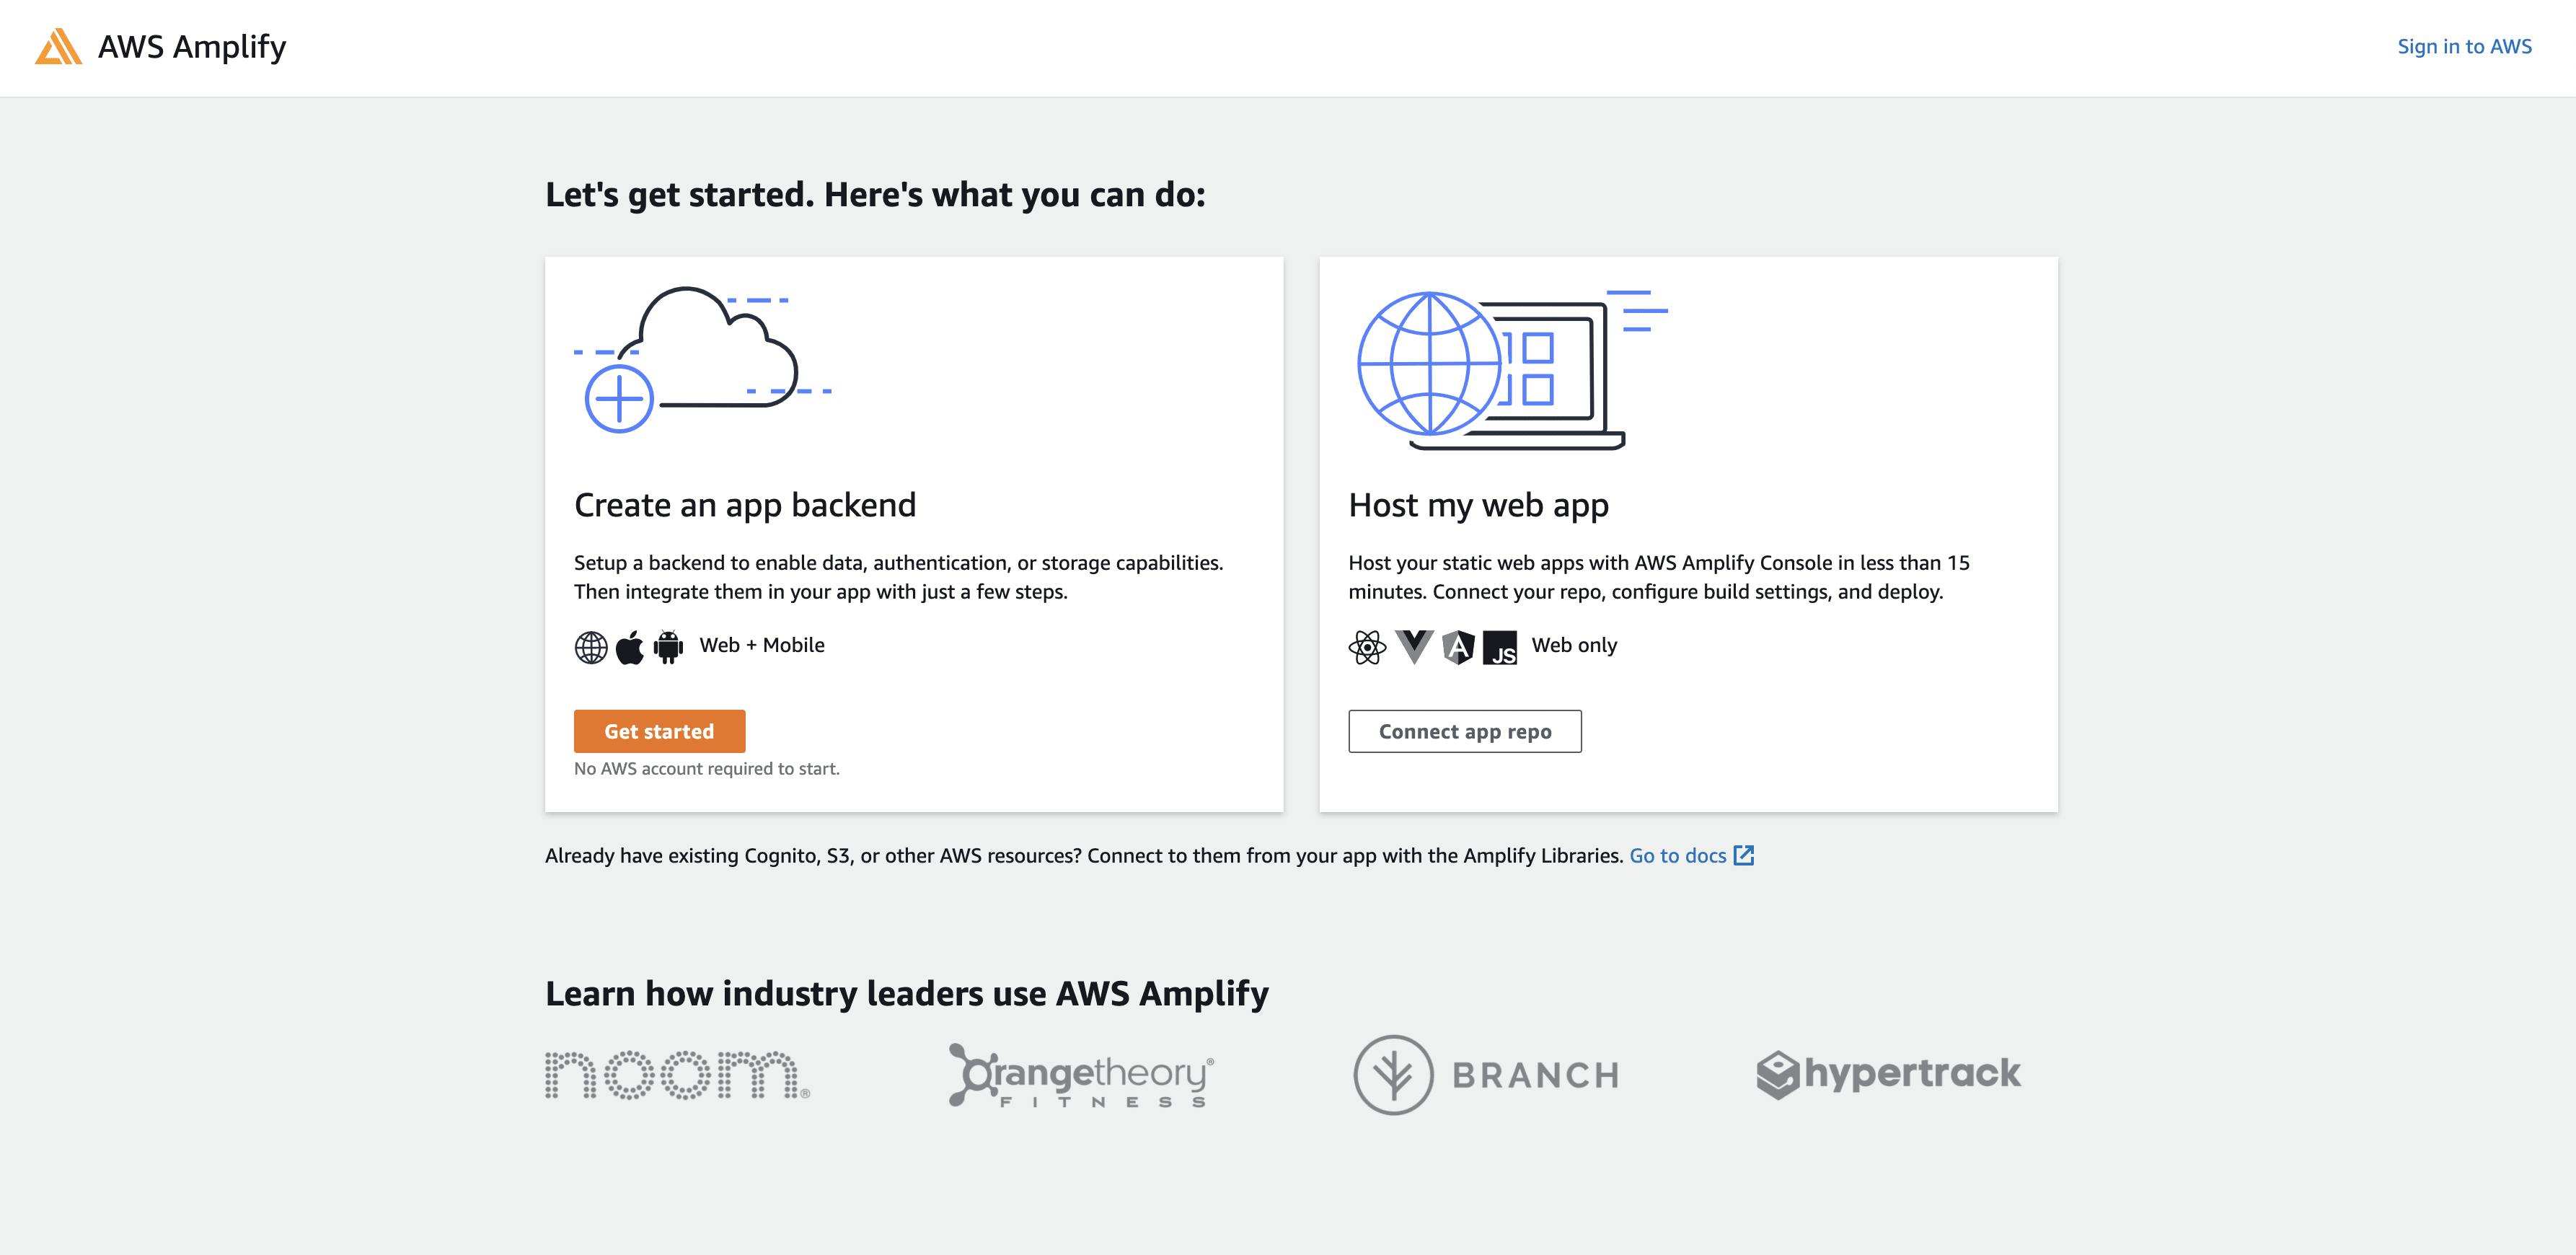 AWS Amplify
Sign in to AWS
Let's get started. Here's what you can do:
Create an app backend
Setup a backend to enable data, authentication, or storage capabilities.
Then integrate them in your app with just a few steps.
Web + Mobile
Get started
No AWS account required to start.
Host my web app
Host your static web apps with AWS Amplify Console in less than 15
minutes. Connect your repo, configure build settings, and deploy.
A
JS
Web only
Connect app repo
Already have existing Cognito, S3, or other AWS resources? Connect to them from your app with the Amplify Libraries. Go to docs
Learn how industry leaders use AWS Amplify
noom®
Orangetheory®
FITNESS
BRANCH
hypertrack